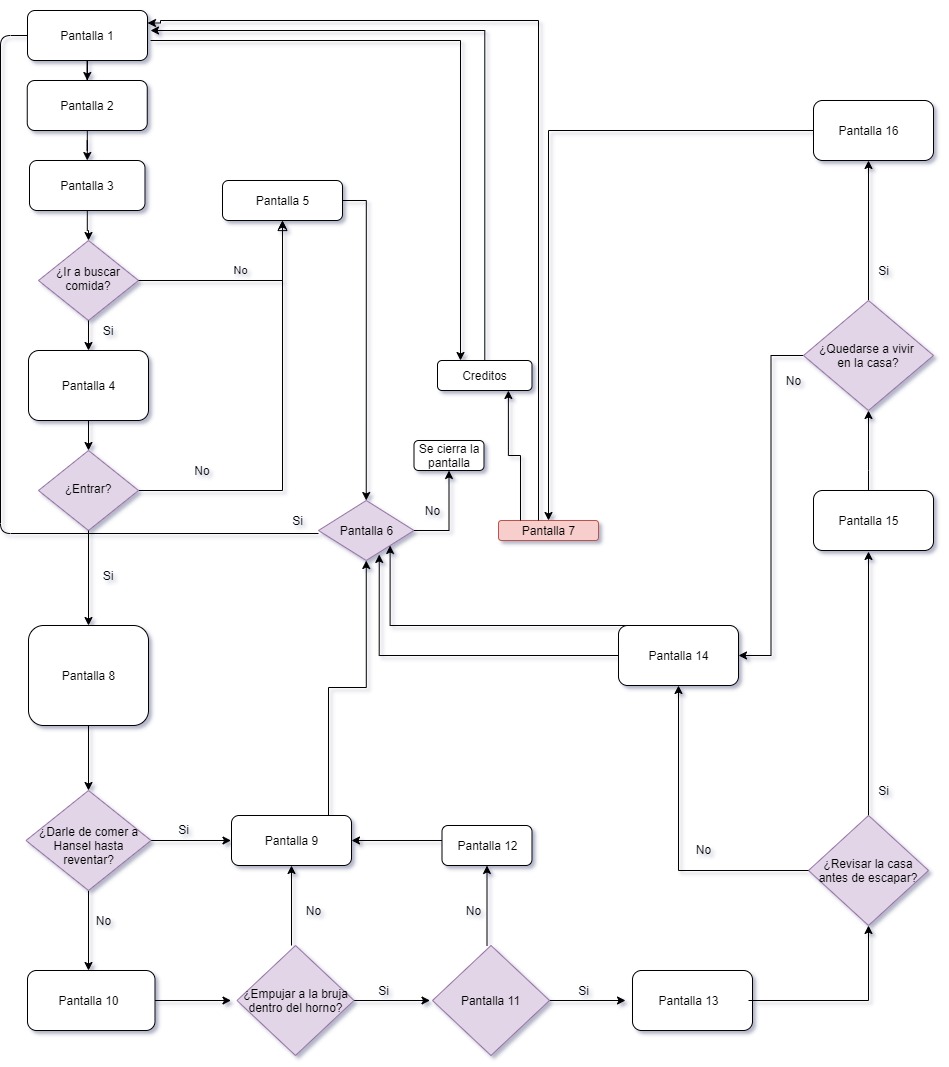 Pantalla 1
Pantalla 2
Pantalla 16
Pantalla 3
Pantalla 5
¿Ir a buscar
comida?
No
Si
Si
Pantalla 4
Creditos
¿Quedarse a vivir
en la casa?
No
¿Entrar?
No
Se cierra la
pantalla
No
Si
Pantalla 6
Pantalla 7
Pantalla 15
Si
Pantalla 8
Pantalla 14
Si
¿Darle de comer a
Hansel hasta
reventar?
Si
Pantalla 9
Pantalla 12
No
¿Revisar la casa
antes de escapar?
No
No
No
Pantalla 10
¿Empujar a la bruja
dentro del horno?
Si
Pantalla 11
Si
Pantalla 13